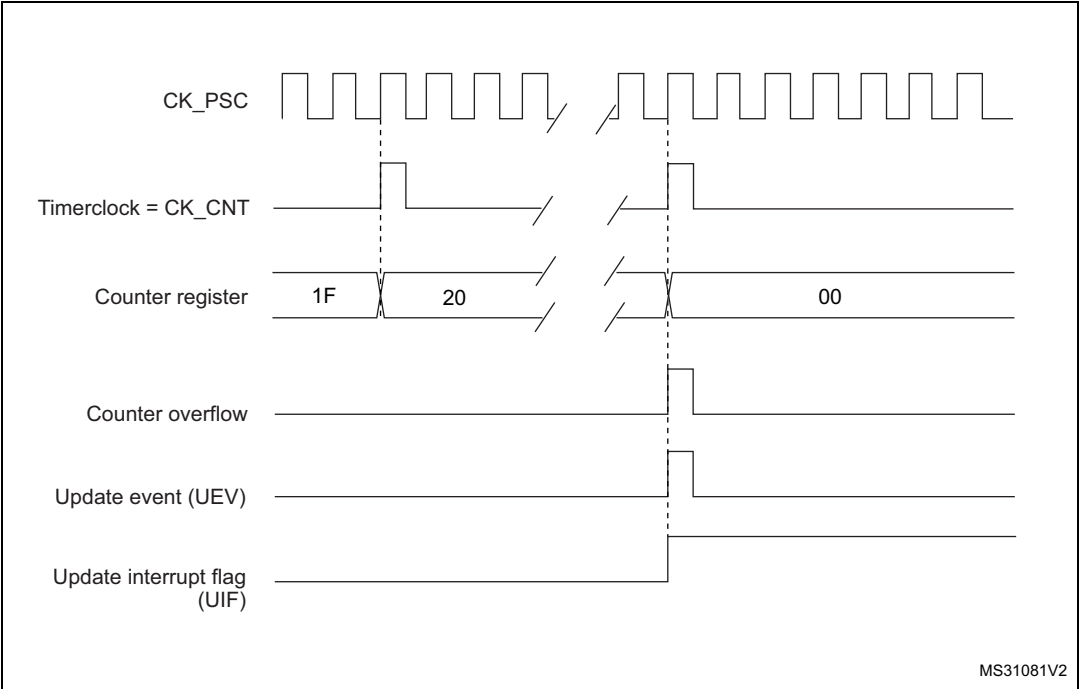 CK_PSC
Timerclock = CK_CNT
Counter register
1F
20
00
Counter overflow
Update event (UEV)
Update interrupt flag
(UIF)
MS31081V2